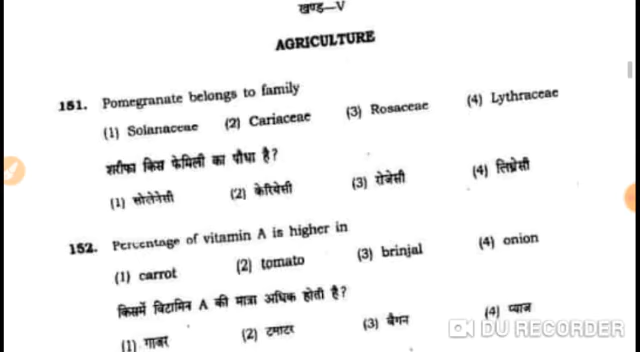 खण्ड—V
AGRICULTURE
151. Pomegranate belongs to family
(1) Solanaceae (2) Cariaceae (3) Rosaceae (4) Lythraceae
शरीफा किस फेमिली का पौधा है?
(1) सोलेनेसी (2) केरियेसी (3) रोजेसी (4) लिथ्रेसी
152. Percentage of vitamin A is higher in
(1) carrot (2) tomato (3) brinjal (4) onion
किसमें विटामिन A की मात्रा अधिक होती है?
(1) गाजर (2) टमाटर (3) बैगन (4) प्याज
DU RECORDER